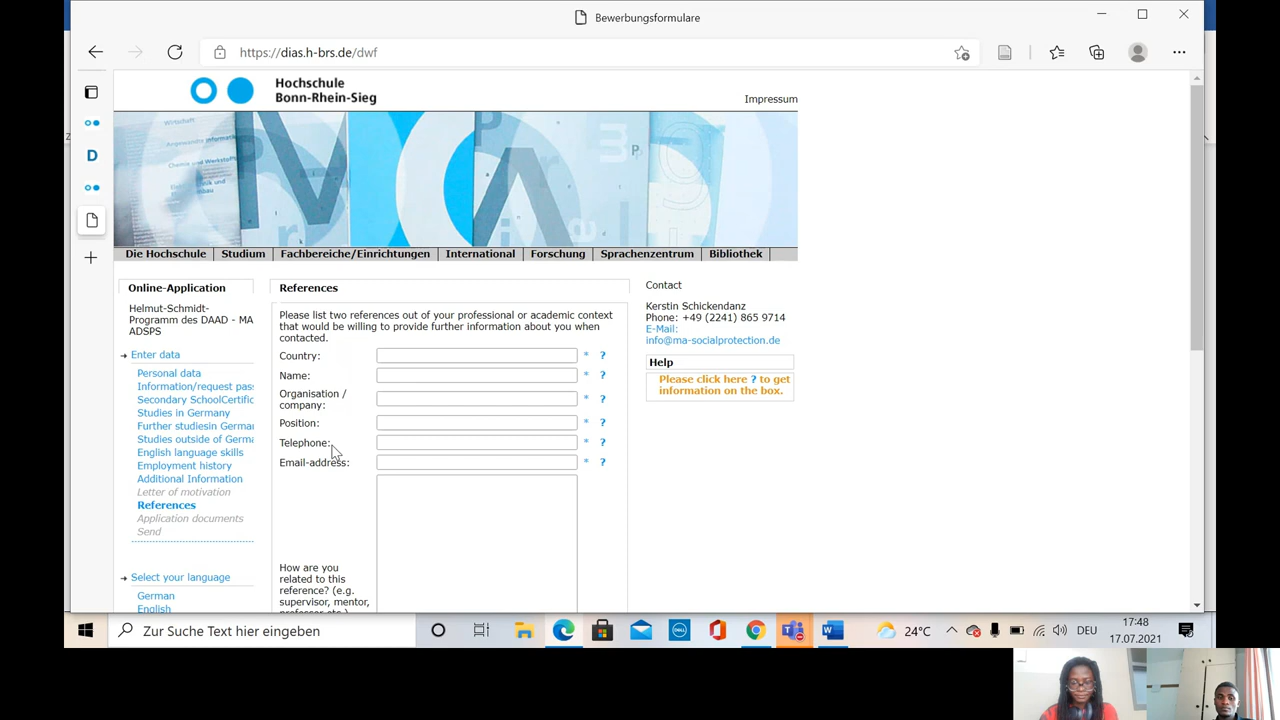 Bewerbungsformulare
https://dias.h-brs.de/dwf
Hochschule
Bonn-Rhein-Sieg
Impressum
Wirtschaft
Die Hochschule
Studium
Fachbereiche/Einrichtungen
International
Forschung
Sprachenzentrum
Bibliothek
Online-Application
Helmut-Schmidt-
Programm des DAAD - MA
ADSPS
Enter data
Personal data
Information/request pass
Secondary SchoolCertific
Studies in Germany
Further studiesin Germa
Studies outside of Germa
English language skills
Employment history
Additional Information
Letter of motivation
References
Application documents
Send
Select your language
German
English
References
Please list two references out of your professional or academic context
that would be willing to provide further information about you when
contacted.
Country: * ?
Name: * ?
Organisation /
company: * ?
Position: * ?
Telephone: * ?
Email-address: * ?
How are you
related to this
reference? (e.g.
supervisor, mentor,
Contact
Kerstin Schickendanz
Phone: +49 (2241) 865 9714
E-Mail:
info@ma-socialprotection.de
Help
Please click here ? to get
information on the box.
Zur Suche Text hier eingeben
24°C
DEU
17:48
17.07.2021